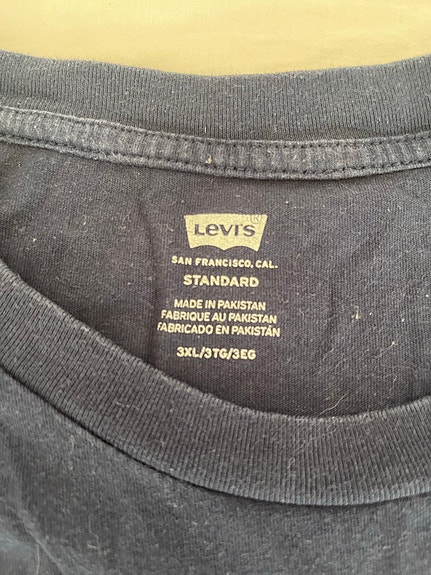 LEVI'S ®
SAN FRANCISCO, CAL.
STANDARD
MADE IN PAKISTAN
FABRIQUE AU PAKISTAN
FABRICADO EN PAKISTÁN
3XL/3TG/3EG